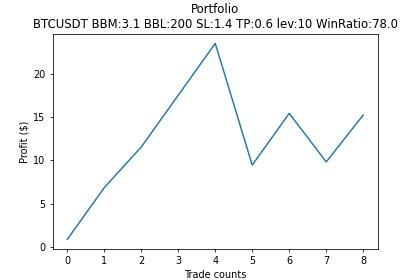 Portfolio
BTCUSDT BBM:3.1 BBL:200 SL:1.4 TP:0.6 lev:10 WinRatio:78.0
20
15
10
5
0
Profit ($)
0 1 2 3 4 5 6 7 8
Trade counts